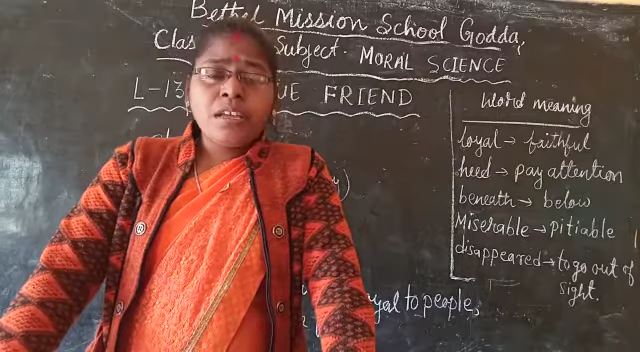 Bethel Mission School Godda,
Clas Subject- MORAL SCIENCE
L-13 UE FRIEND
Word meaning
Loyal → faithful
heed → pay attention
beneath → below
Miserable → pitiable
disappeared → to go out of
sight.
yal to people,